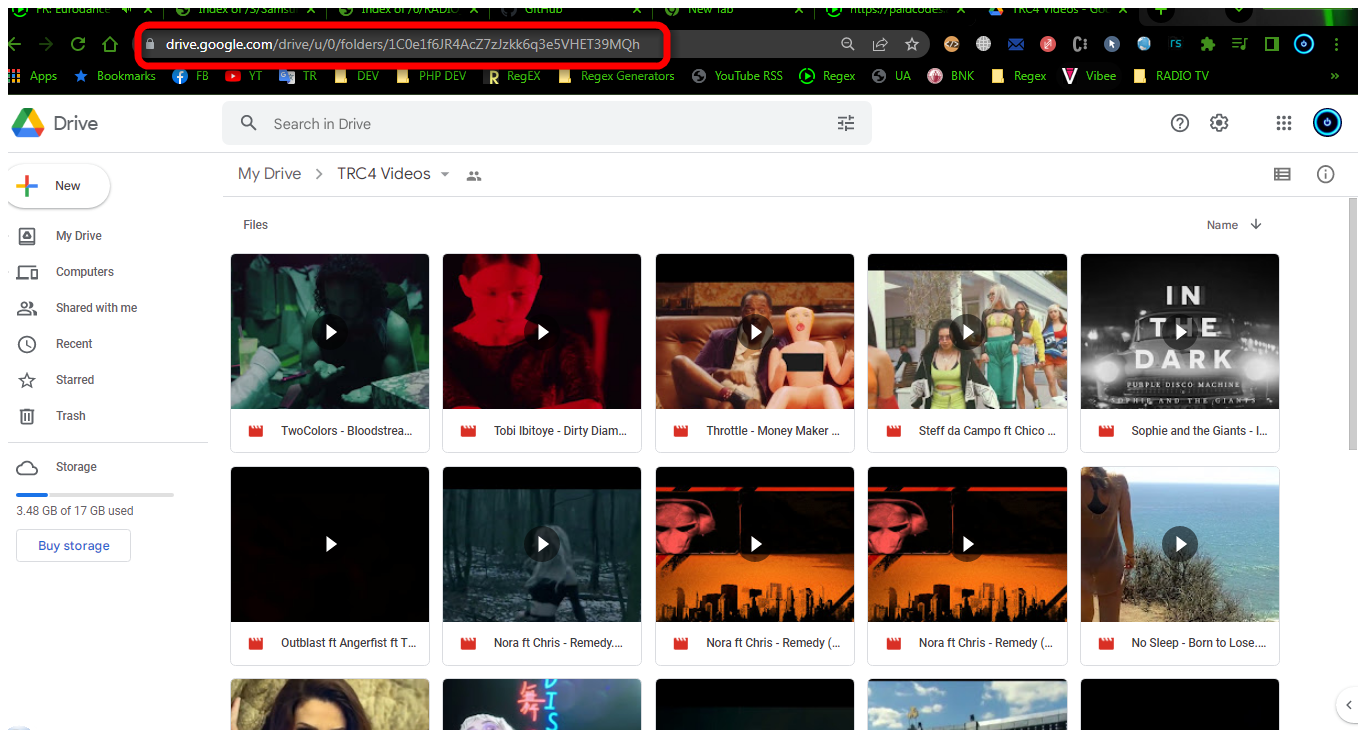 FR: Eurodance
Index of /S/Samsu
Index of /0/RADIO
GitHub
New Tab
https://paidcodes.
TRC4 Videos - Goo
drive.google.com/drive/u/0/folders/1C0e1f6JR4AcZ7zJzkk6q3e5VHET39MQh
Apps Bookmarks FB YT TR DEV PHP DEV RegEX Regex Generators YouTube RSS Regex UA BNK Regex Vibee RADIO TV »
Drive
Search in Drive
New
My Drive > TRC4 Videos
My Drive
Computers
Shared with me
Recent
Starred
Trash
Storage
3.48 GB of 17 GB used
Buy storage
Files
Name
IN
THE
DARK
PURPLE DISCO MACHINE
SOPHIE AND THE GIANTS
TwoColors - Bloodstrea...
Tobi Ibitoye - Dirty Diam...
Throttle - Money Maker ...
Steff da Campo ft Chico ...
Sophie and the Giants - I...
Outblast ft Angerfist ft T...
Nora ft Chris - Remedy....
Nora ft Chris - Remedy (...
Nora ft Chris - Remedy (...
No Sleep - Born to Lose....
舞
DIS